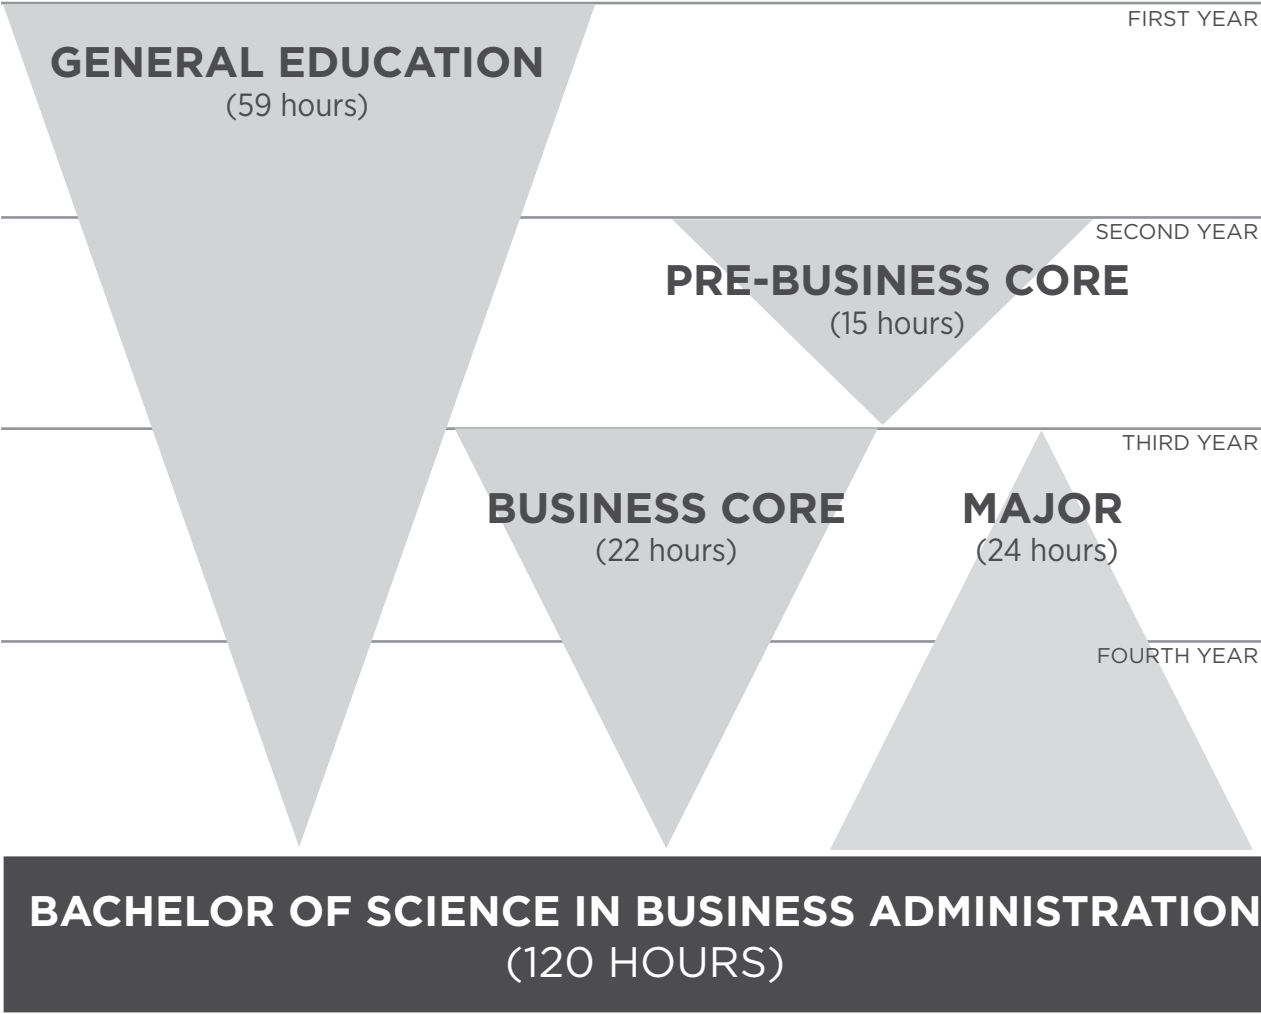 FIRST YEAR
GENERAL EDUCATION
(59 hours)
SECOND YEAR
PRE-BUSINESS CORE
(15 hours)
THIRD YEAR
BUSINESS CORE
(22 hours)
MAJOR
(24 hours)
FOURTH YEAR
BACHELOR OF SCIENCE IN BUSINESS ADMINISTRATION
(120 HOURS)